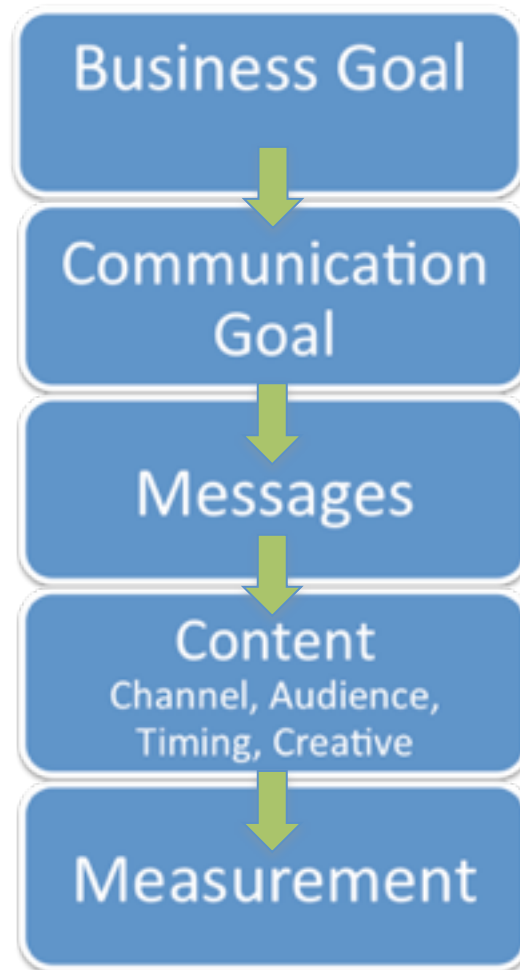 Business Goal
Communication
Goal
Messages
Content
Channel, Audience,
Timing, Creative
Measurement